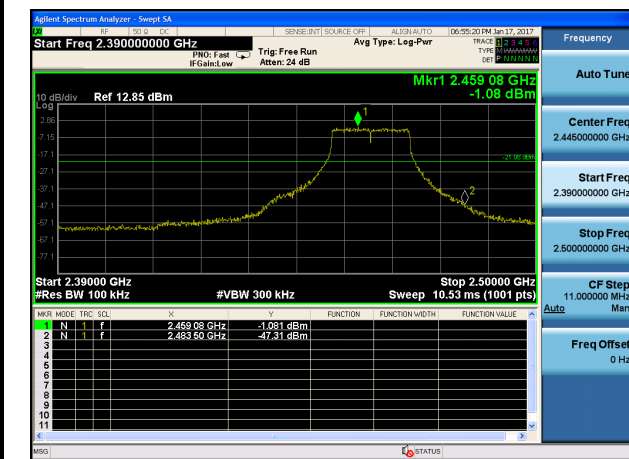 Agilent Spectrum Analyzer - Swept SA
RF 50 Ω DC SENSE:INT SOURCE OFF ALIGN AUTO 06:55:20 PM Jan 17, 2017
Start Freq 2.390000000 GHz
PNO: Fast
IFGain:Low
Trig: Free Run
Atten: 24 dB
Avg Type: Log-Pwr
TRACE 1 2 3 4 5 6
TYPE M
DET P N N N N N
Mkr1 2.459 08 GHz
-1.08 dBm
10 dB/div Ref 12.85 dBm
Log
2.86
-7.15
-17.1
-27.1
-37.1
-47.1
-57.1
-67.1
-77.1
1
-21.08 dBm
2
Start 2.39000 GHz Stop 2.50000 GHz
#Res BW 100 kHz #VBW 300 kHz Sweep 10.53 ms (1001 pts)
MKR MODE TRC SCL X Y FUNCTION FUNCTION WIDTH FUNCTION VALUE
1 N 1 f 2.459 08 GHz -1.081 dBm
2 N 1 f 2.483 50 GHz -47.31 dBm
3
4
5
6
7
8
9
10
11
MSG STATUS
Frequency
Auto Tune
Center Freq
2.445000000 GHz
Start Freq
2.390000000 GHz
Stop Freq
2.500000000 GHz
CF Step
11.000000 MHz
Auto Man
Freq Offset
0 Hz